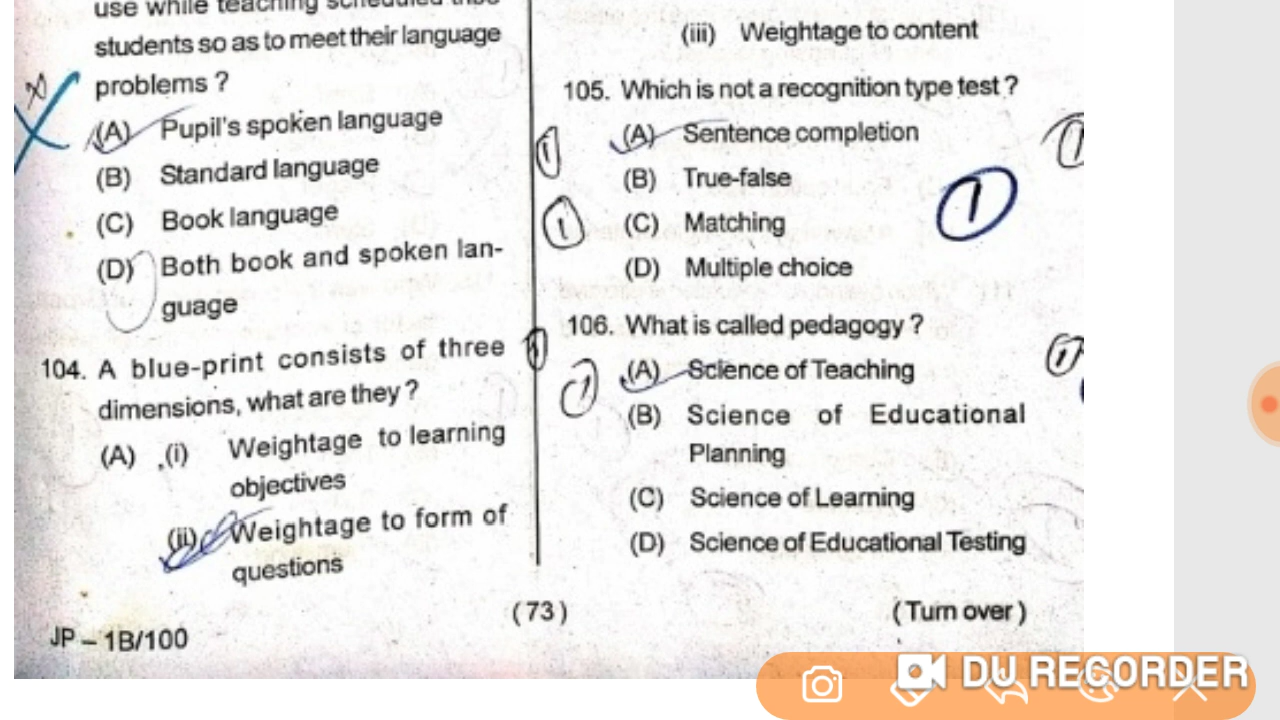 use while teaching scheduled tribe
students so as to meet their language
problems ?
(A) Pupil's spoken language
(B) Standard language
(C) Book language
(D) Both book and spoken lan-
guage
104. A blue-print consists of three
dimensions, what are they ?
(A) (i) Weightage to learning
objectives
(ii) Weightage to form of
questions
(iii) Weightage to content
105. Which is not a recognition type test ?
(A) Sentence completion
(B) True-false
(C) Matching
(D) Multiple choice
106. What is called pedagogy ?
(A) Science of Teaching
(B) Science of Educational
Planning
(C) Science of Learning
(D) Science of Educational Testing
JP – 1B/100
(73)
(Turn over)
DU RECORDER